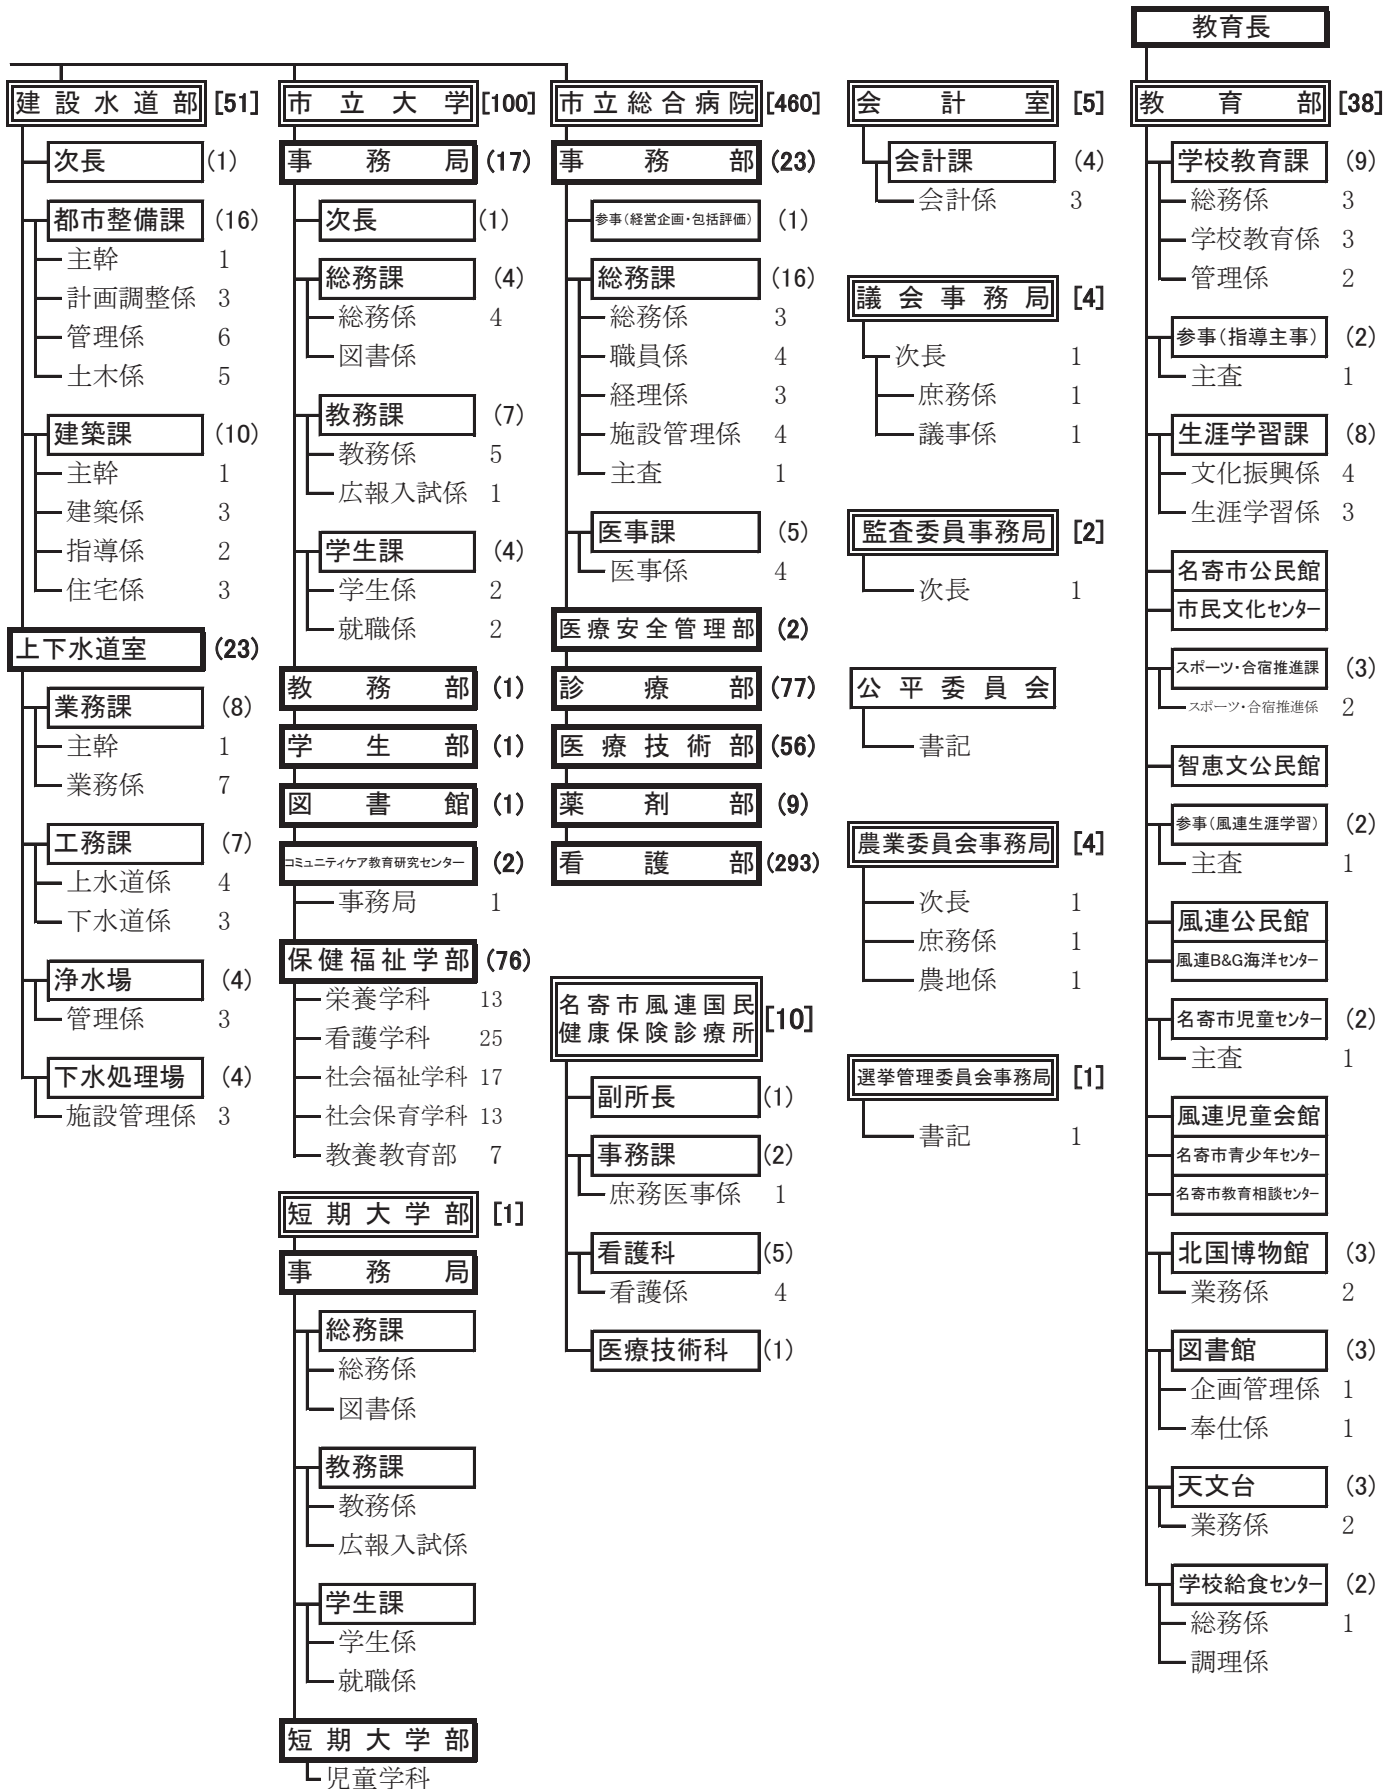 建設水道部 [51]
次長 (1)
都市整備課 (16)
主幹 1
計画調整係 3
管理係 6
土木係 5
建築課 (10)
主幹 1
建築係 3
指導係 2
住宅係 3
上下水道室 (23)
業務課 (8)
主幹 1
業務係 7
工務課 (7)
上水道係 4
下水道係 3
浄水場 (4)
管理係 3
下水処理場 (4)
施設管理係 3
市立大学 [100]
事務局 (17)
次長 (1)
総務課 (4)
総務係 4
図書係
教務課 (7)
教務係 5
広報入試係 1
学生課 (4)
学生係 2
就職係 2
教務部 (1)
学生部 (1)
図書館 (1)
コミュニティケア教育研究センター (2)
事務局 1
保健福祉学部 (76)
栄養学科 13
看護学科 25
社会福祉学科 17
社会保育学科 13
教養教育部 7
短期大学部 [1]
事務局
総務課
総務係
図書係
教務課
教務係
広報入試係
学生課
学生係
就職係
短期大学部
児童学科
市立総合病院 [460]
事務部 (23)
参事(経営企画・包括評価) (1)
総務課 (16)
総務係 3
職員係 4
経理係 3
施設管理係 4
主査 1
医事課 (5)
医事係 4
医療安全管理部 (2)
診療部 (77)
医療技術部 (56)
薬剤部 (9)
看護部 (293)
名寄市風連国民
健康保険診療所 [10]
副所長 (1)
事務課 (2)
庶務医事係 1
看護科 (5)
看護係 4
医療技術科 (1)
会計室 [5]
会計課 (4)
会計係 3
議会事務局 [4]
次長 1
庶務係 1
議事係 1
監査委員事務局 [2]
次長 1
公平委員会
書記
農業委員会事務局 [4]
次長 1
庶務係 1
農地係 1
選挙管理委員会事務局 [1]
書記 1
教育長
教育部 [38]
学校教育課 (9)
総務係 3
学校教育係 3
管理係 2
参事(指導主事) (2)
主査 1
生涯学習課 (8)
文化振興係 4
生涯学習係 3
名寄市公民館
市民文化センター
スポーツ・合宿推進課 (3)
スポーツ・合宿推進係 2
智恵文公民館
参事(風連生涯学習) (2)
主査 1
風連公民館
風連B&G海洋センター
名寄市児童センター (2)
主査 1
風連児童会館
名寄市青少年センター
名寄市教育相談センター
北国博物館 (3)
業務係 2
図書館 (3)
企画管理係 1
奉仕係 1
天文台 (3)
業務係 2
学校給食センター (2)
総務係 1
調理係